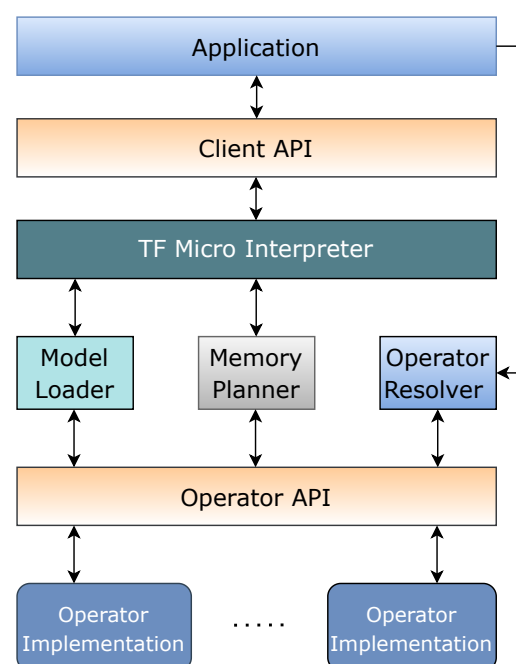 Application
Client API
TF Micro Interpreter
Model
Loader
Memory
Planner
Operator
Resolver
Operator API
Operator
Implementation
.....
Operator
Implementation